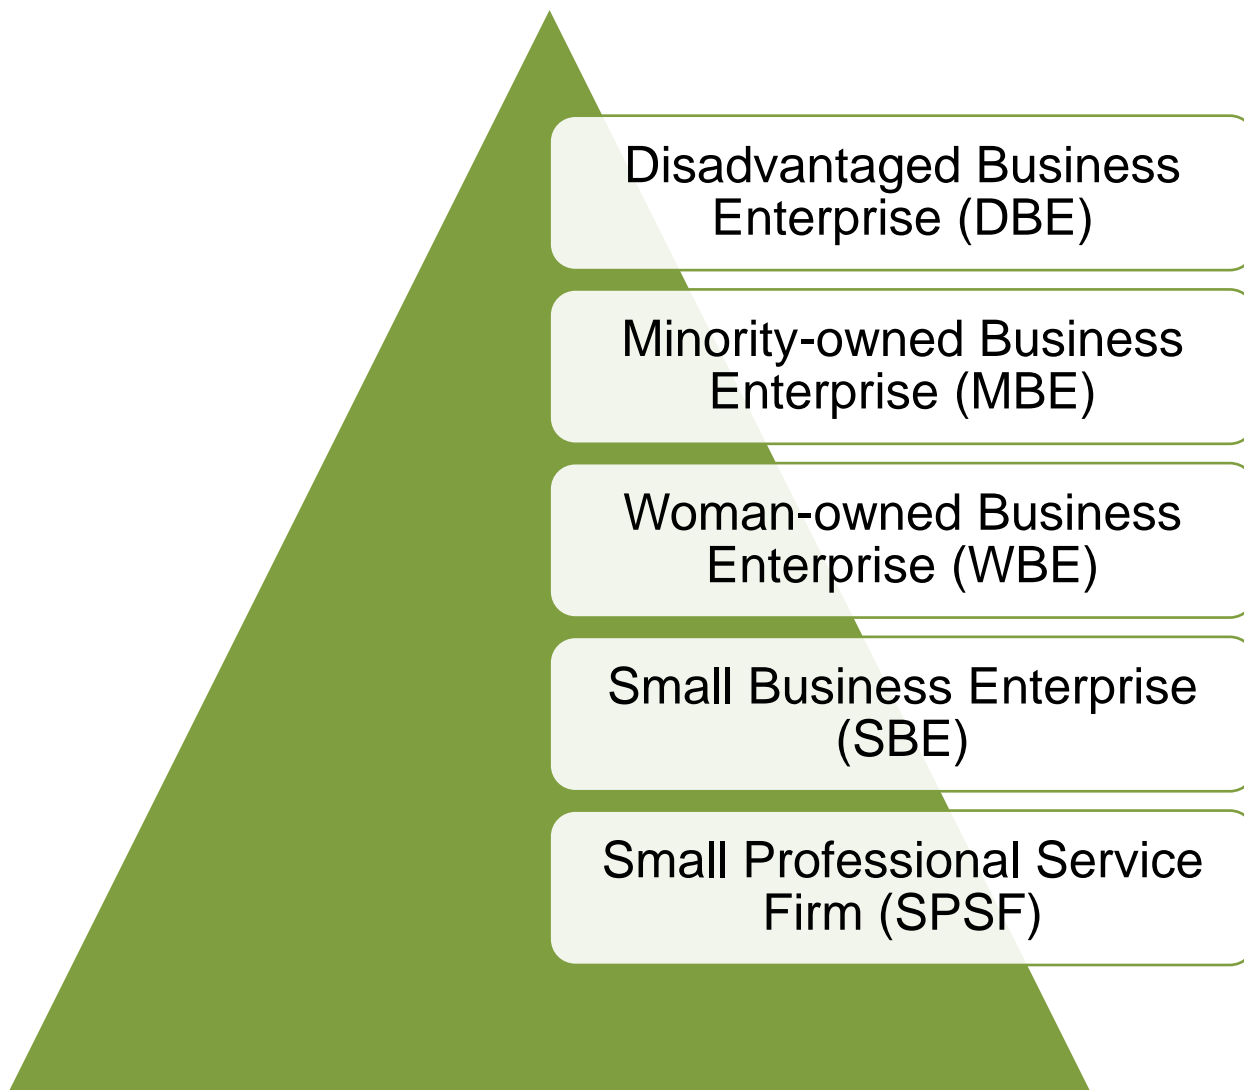 Disadvantaged Business
Enterprise (DBE)
Minority-owned Business
Enterprise (MBE)
Woman-owned Business
Enterprise (WBE)
Small Business Enterprise
(SBE)
Small Professional Service
Firm (SPSF)